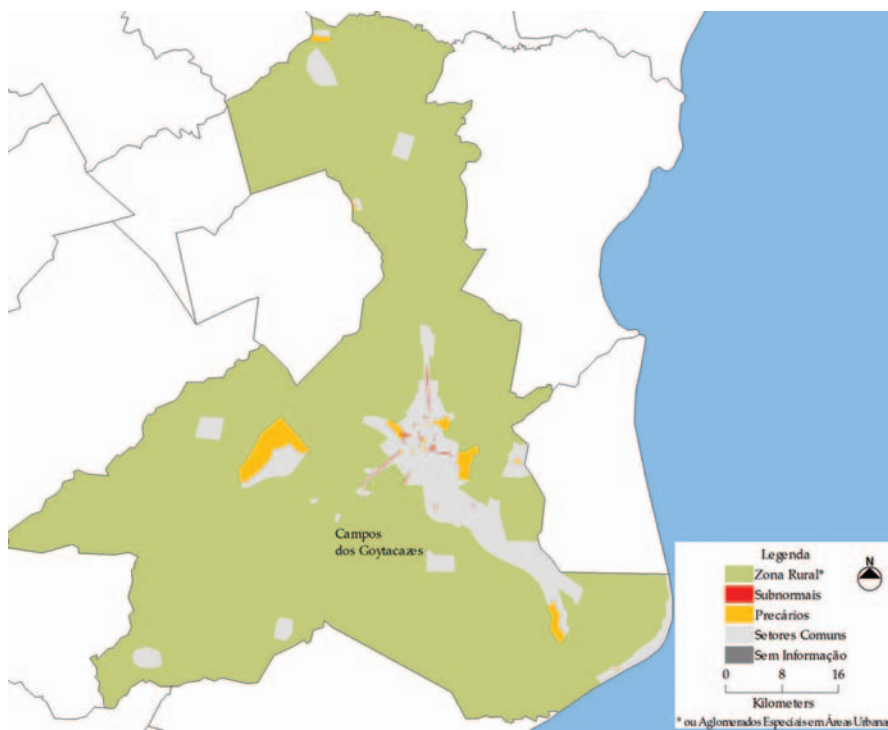 Campos
dos Goytacazes
Legenda
N
Zona Rural*
Subnormais
Precários
Setores Comuns
Sem Informação
0 8 16
Kilometers
* ou Aglomerados Especiais em Áreas Urbanas